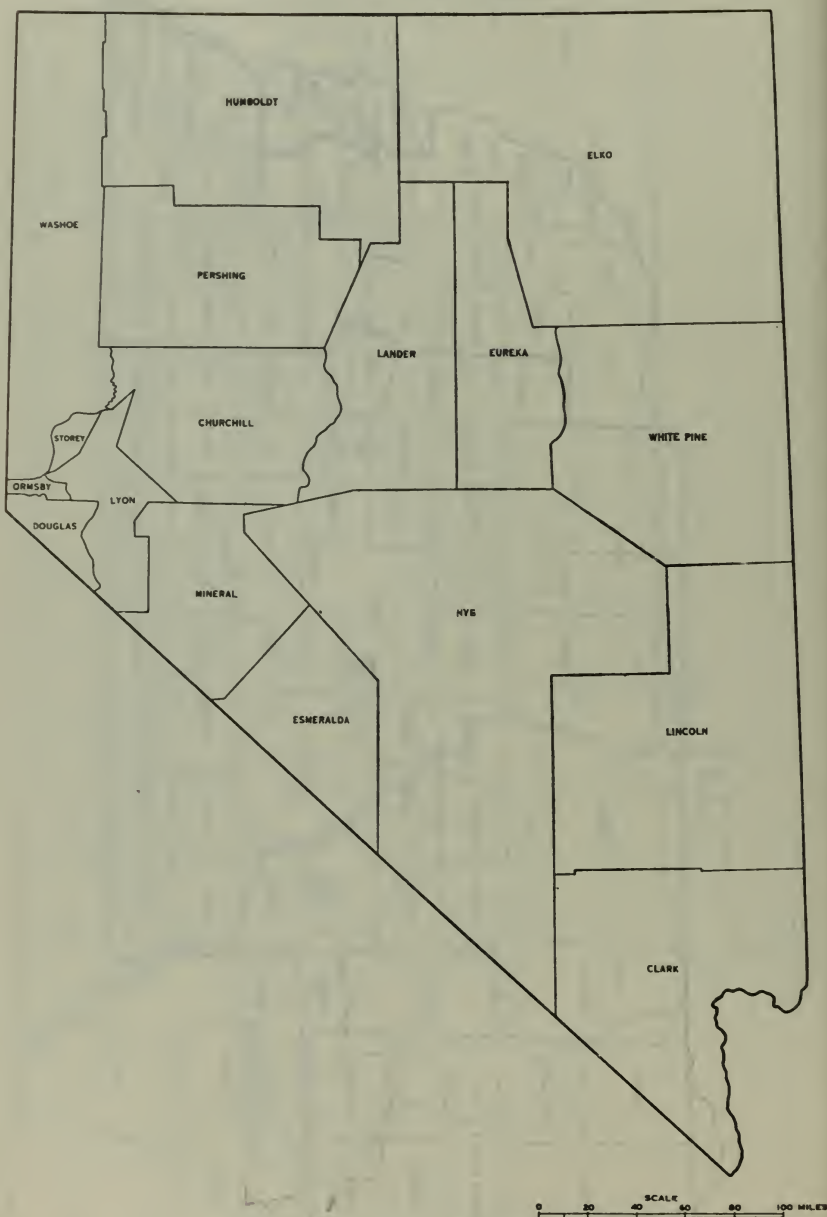 HUMBOLDT
ELKO
WASHOE
PERSHING
LANDER
EUREKA
CHURCHILL
STOREY
WHITE PINE
ORMSBY
LYON
DOUGLAS
MINERAL
NYE
ESMERALDA
LINCOLN
CLARK
SCALE
0 20 40 60 80 100 MILES